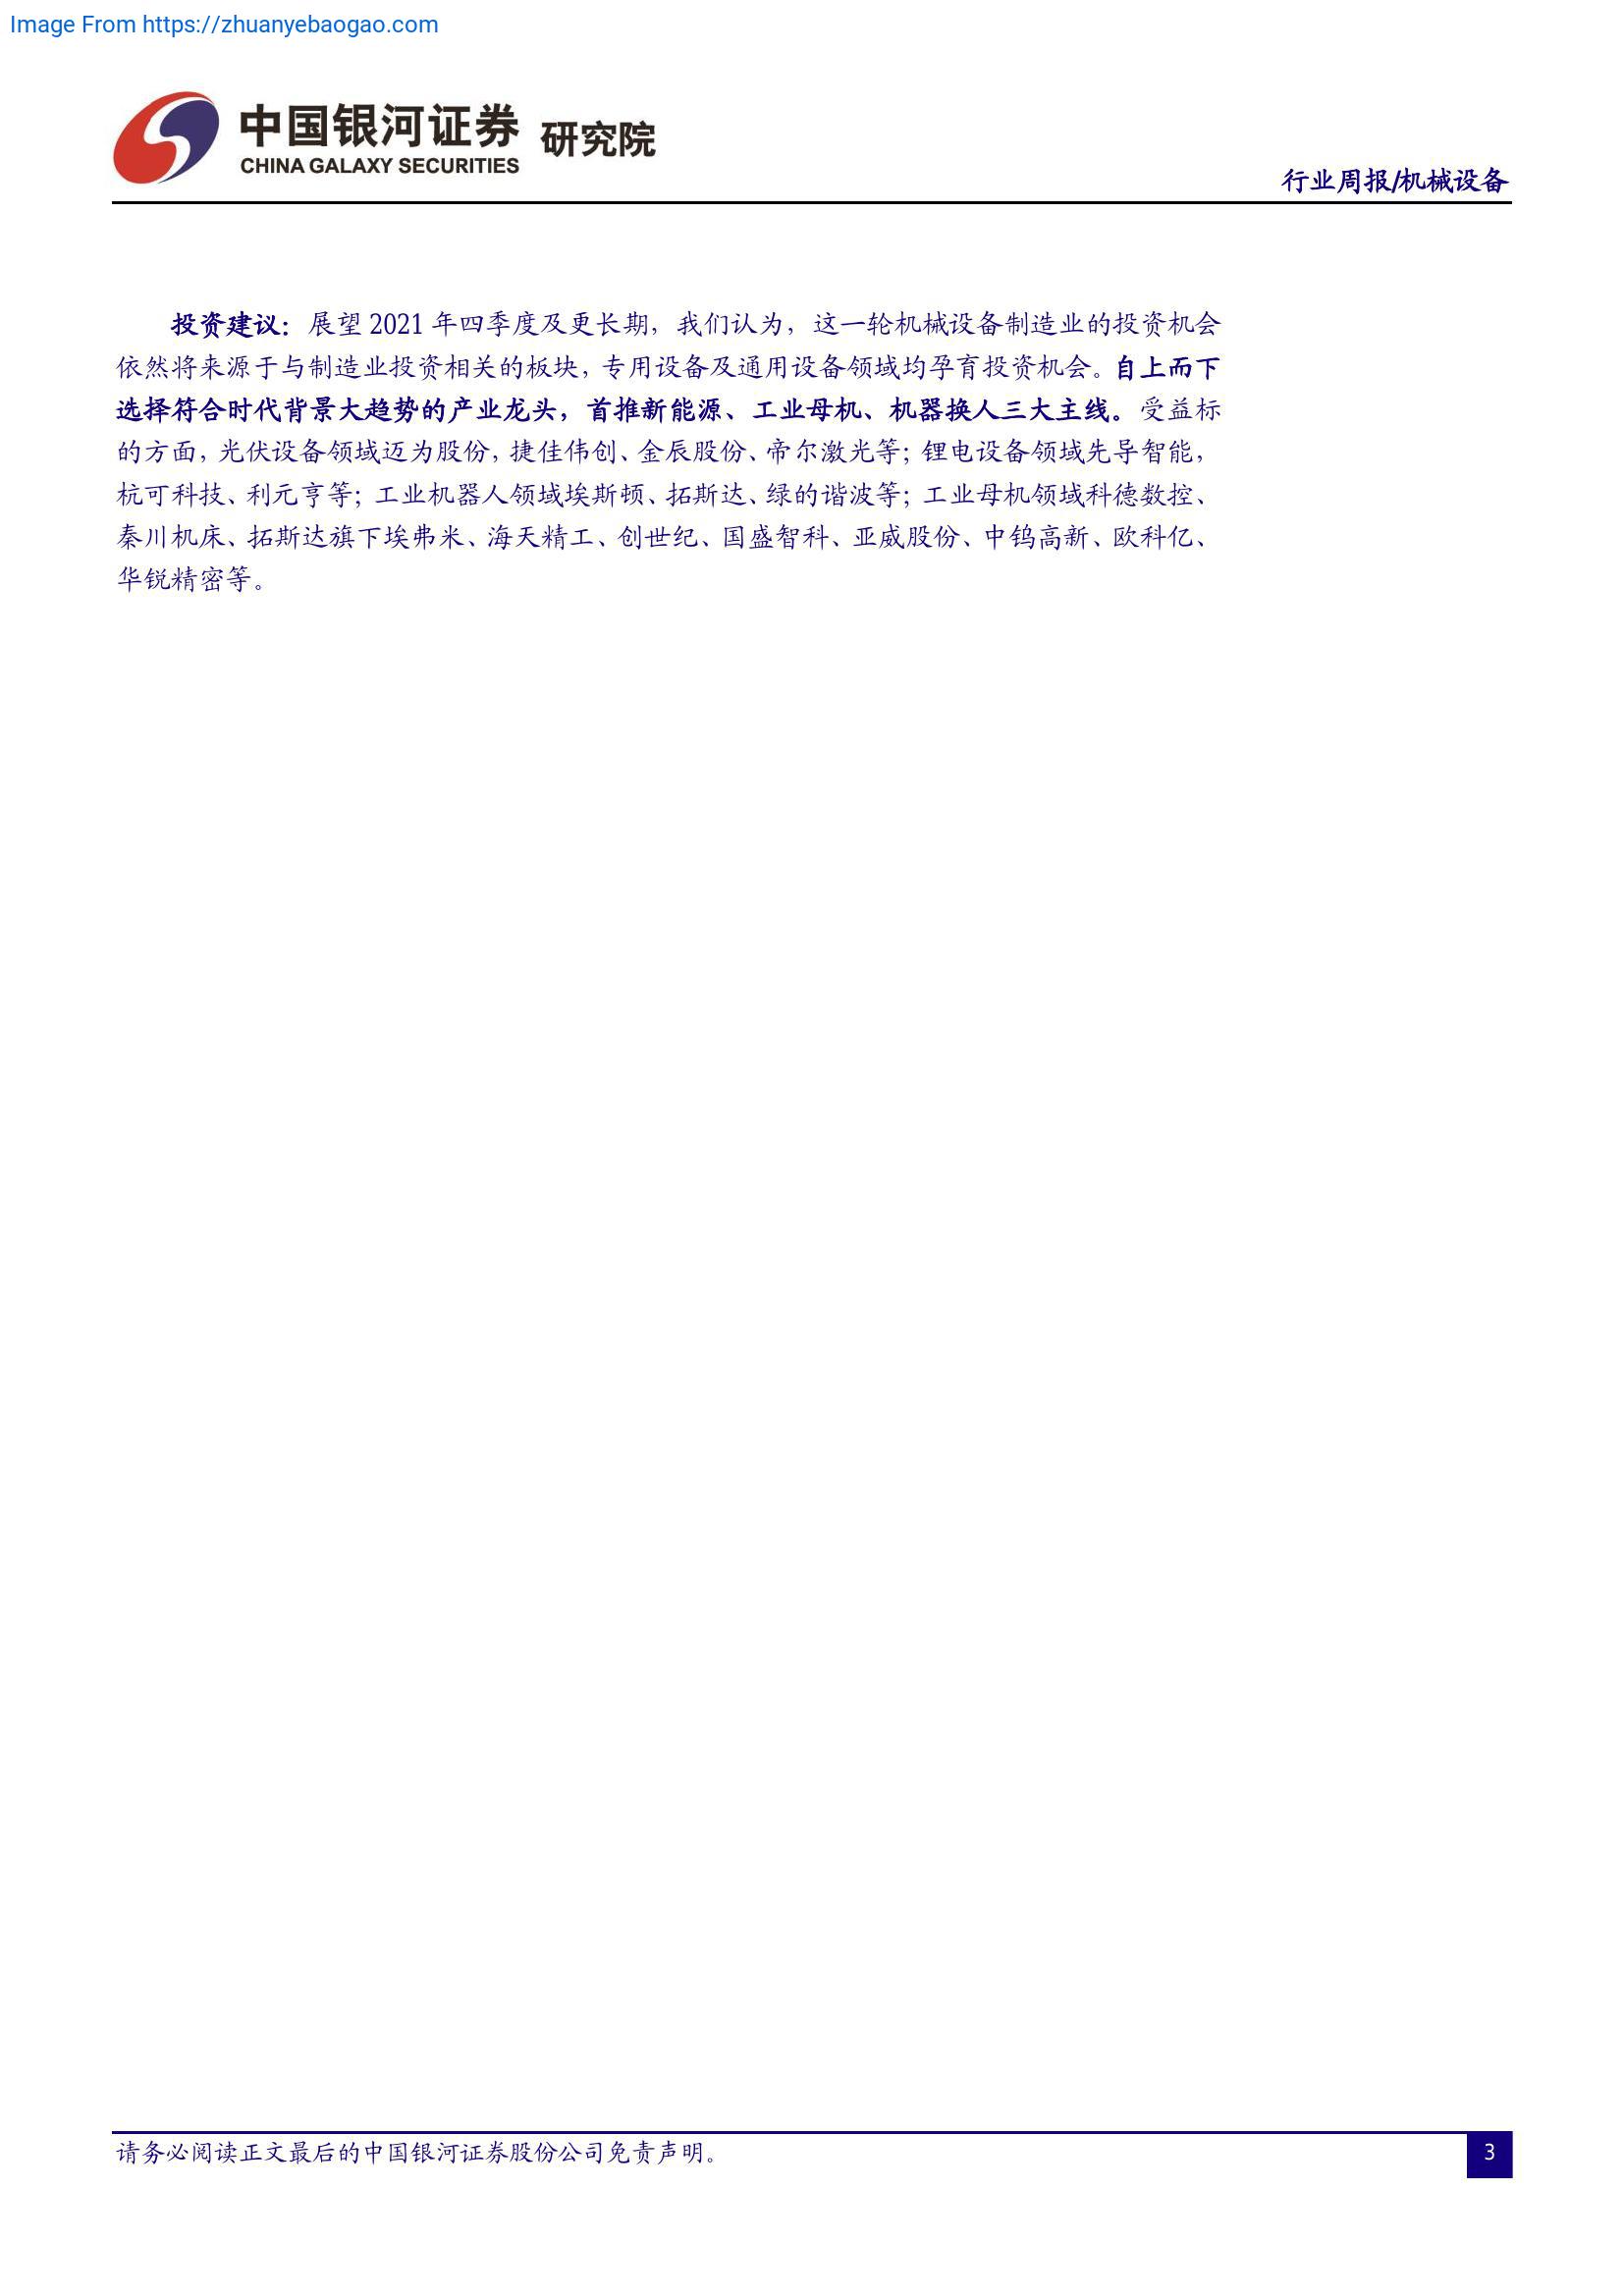 Image From https://zhuanyebaogao.com
中国银河证券 研究院
CHINA GALAXY SECURITIES
行业周报/机械设备
投资建议：展望 2021 年四季度及更长期，我们认为，这一轮机械设备制造业的投资机会
依然将来源于与制造业投资相关的板块，专用设备及通用设备领域均孕育投资机会。自上而下
选择符合时代背景大趋势的产业龙头，首推新能源、工业母机、机器换人三大主线。受益标
的方面，光伏设备领域迈为股份，捷佳伟创、金辰股份、帝尔激光等；锂电设备领域先导智能，
杭可科技、利元亨等；工业机器人领域埃斯顿、拓斯达、绿的谐波等；工业母机领域科德数控、
秦川机床、拓斯达旗下埃弗米、海天精工、创世纪、国盛智科、亚威股份、中钨高新、欧科亿、
华锐精密等。
请务必阅读正文最后的中国银河证券股份公司免责声明。
3